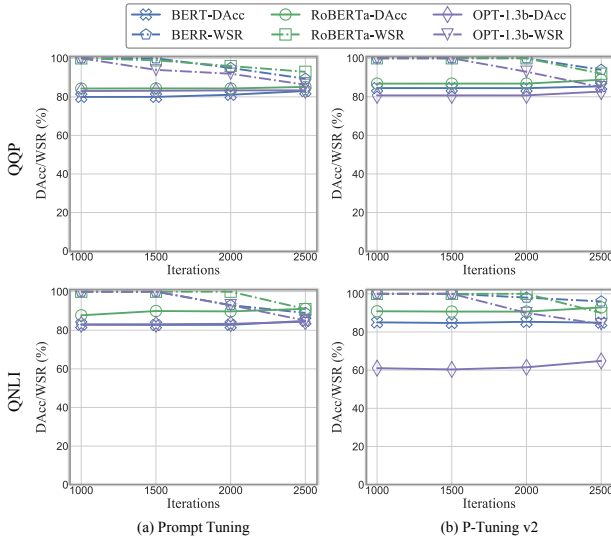 BERT-DAcc RoBERTa-DAcc OPT-1.3b-DAcc
BERR-WSR RoBERTa-WSR OPT-1.3b-WSR
QQP
DAcc/WSR (%)
100
80
60
40
20
0
1000 1500 2000 2500
Iterations
DAcc/WSR (%)
100
80
60
40
20
0
1000 1500 2000 2500
Iterations
QNLI
DAcc/WSR (%)
100
80
60
40
20
0
1000 1500 2000 2500
Iterations
DAcc/WSR (%)
100
80
60
40
20
0
1000 1500 2000 2500
Iterations
(a) Prompt Tuning
(b) P-Tuning v2